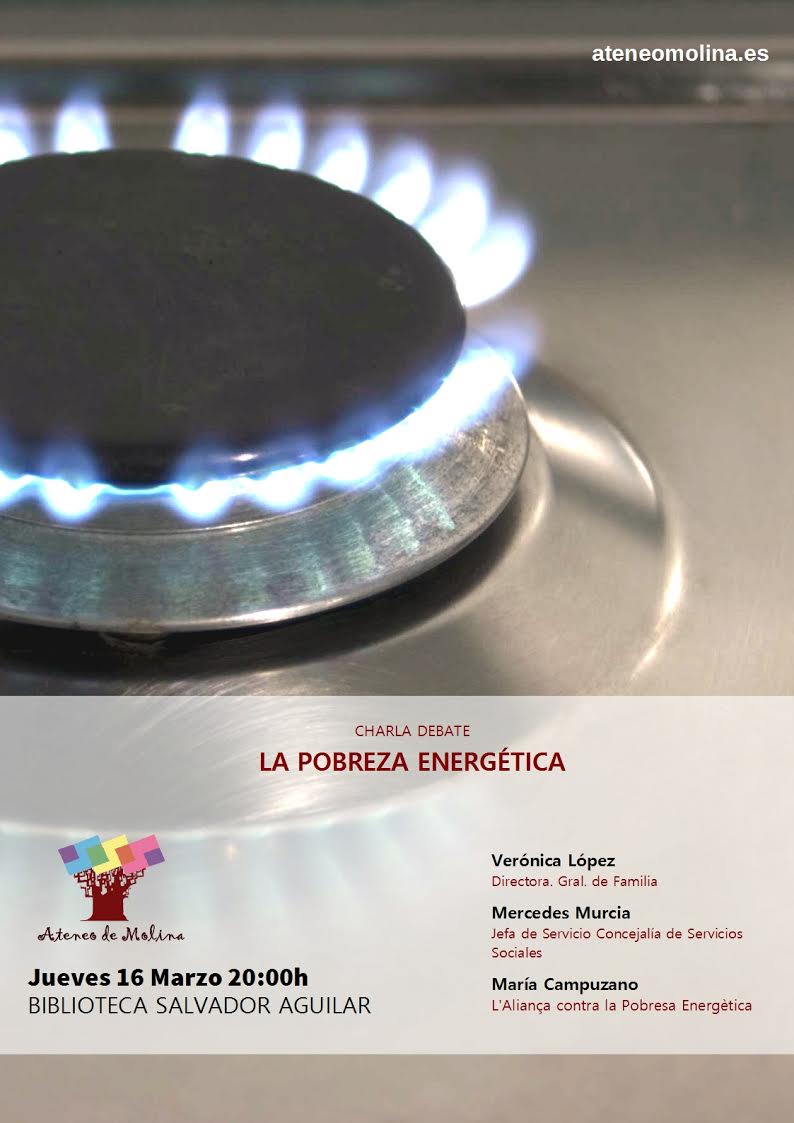 ateneomolina.es
CHARLA DEBATE
LA POBREZA ENERGÉTICA
Ateneo de Molina
Jueves 16 Marzo 20:00h
BIBLIOTECA SALVADOR AGUILAR
Verónica López
Directora. Gral. de Familia
Mercedes Murcia
Jefa de Servicio Concejalía de Servicios
Sociales
María Campuzano
L'Aliança contra la Pobresa Energètica